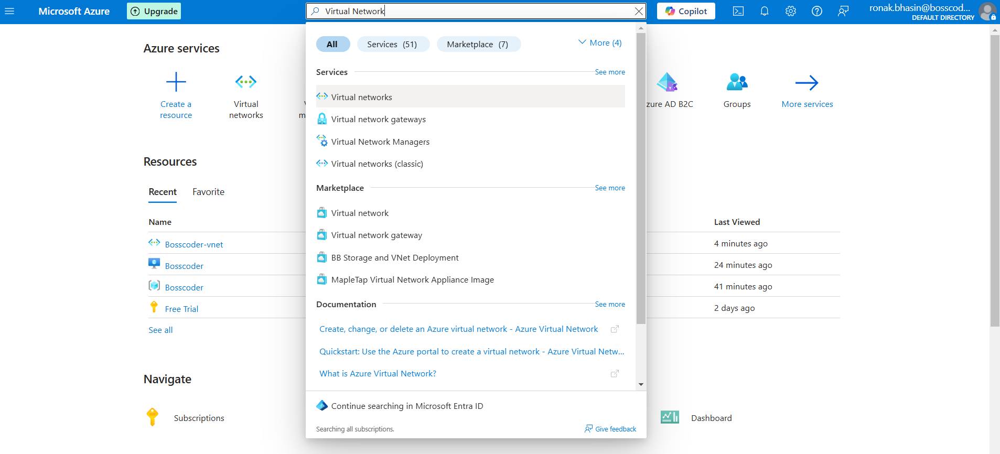 Microsoft Azure
Upgrade
Virtual Network
Copilot
ronak.bhasin@bosscod...
DEFAULT DIRECTORY
Azure services
Create a
resource
Virtual
networks
All
Services (51)
Marketplace (7)
More (4)
Services
See more
Virtual networks
Virtual network gateways
Virtual Network Managers
Virtual networks (classic)
Marketplace
See more
Virtual network
Virtual network gateway
BB Storage and VNet Deployment
MapleTap Virtual Network Appliance Image
Documentation
See more
Create, change, or delete an Azure virtual network - Azure Virtual Network
Quickstart: Use the Azure portal to create a virtual network - Azure Virtual Netw...
What is Azure Virtual Network?
Continue searching in Microsoft Entra ID
Searching all subscriptions.
Give feedback
zure AD B2C
Groups
More services
Resources
Recent
Favorite
Name
Last Viewed
Bosscoder-vnet
4 minutes ago
Bosscoder
24 minutes ago
Bosscoder
41 minutes ago
Free Trial
2 days ago
See all
Navigate
Subscriptions
Dashboard